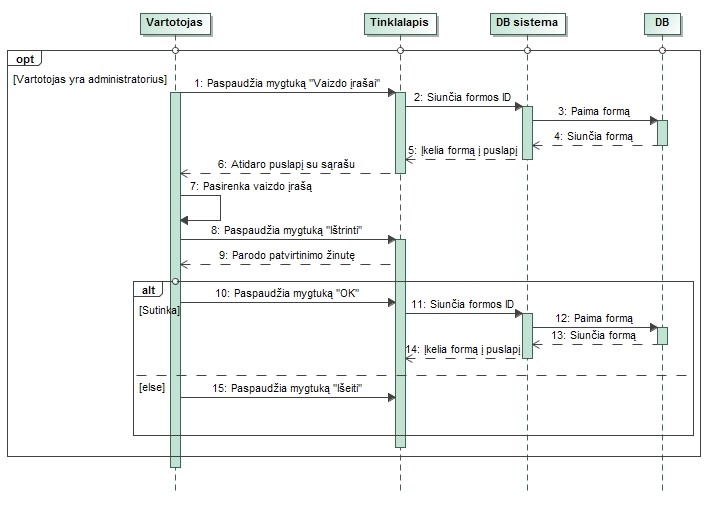 Vartotojas
Tinklalapis
DB sistema
DB
opt
[Vartotojas yra administratorius]
1: Paspaudžia mygtuką "Vaizdo įrašai"
2: Siunčia formos ID
3: Paima formą
4: Siunčia formą
5: Įkelia formą į puslapį
6: Atidaro puslapį su sąrašu
7: Pasirenka vaizdo įrašą
8: Paspaudžia mygtuką "Ištrinti"
9: Parodo patvirtinimo žinutę
alt
[Sutinka]
10: Paspaudžia mygtuką "OK"
11: Siunčia formos ID
12: Paima formą
13: Siunčia formą
14: Įkelia formą į puslapį
[else]
15: Paspaudžia mygtuką "Išeiti"